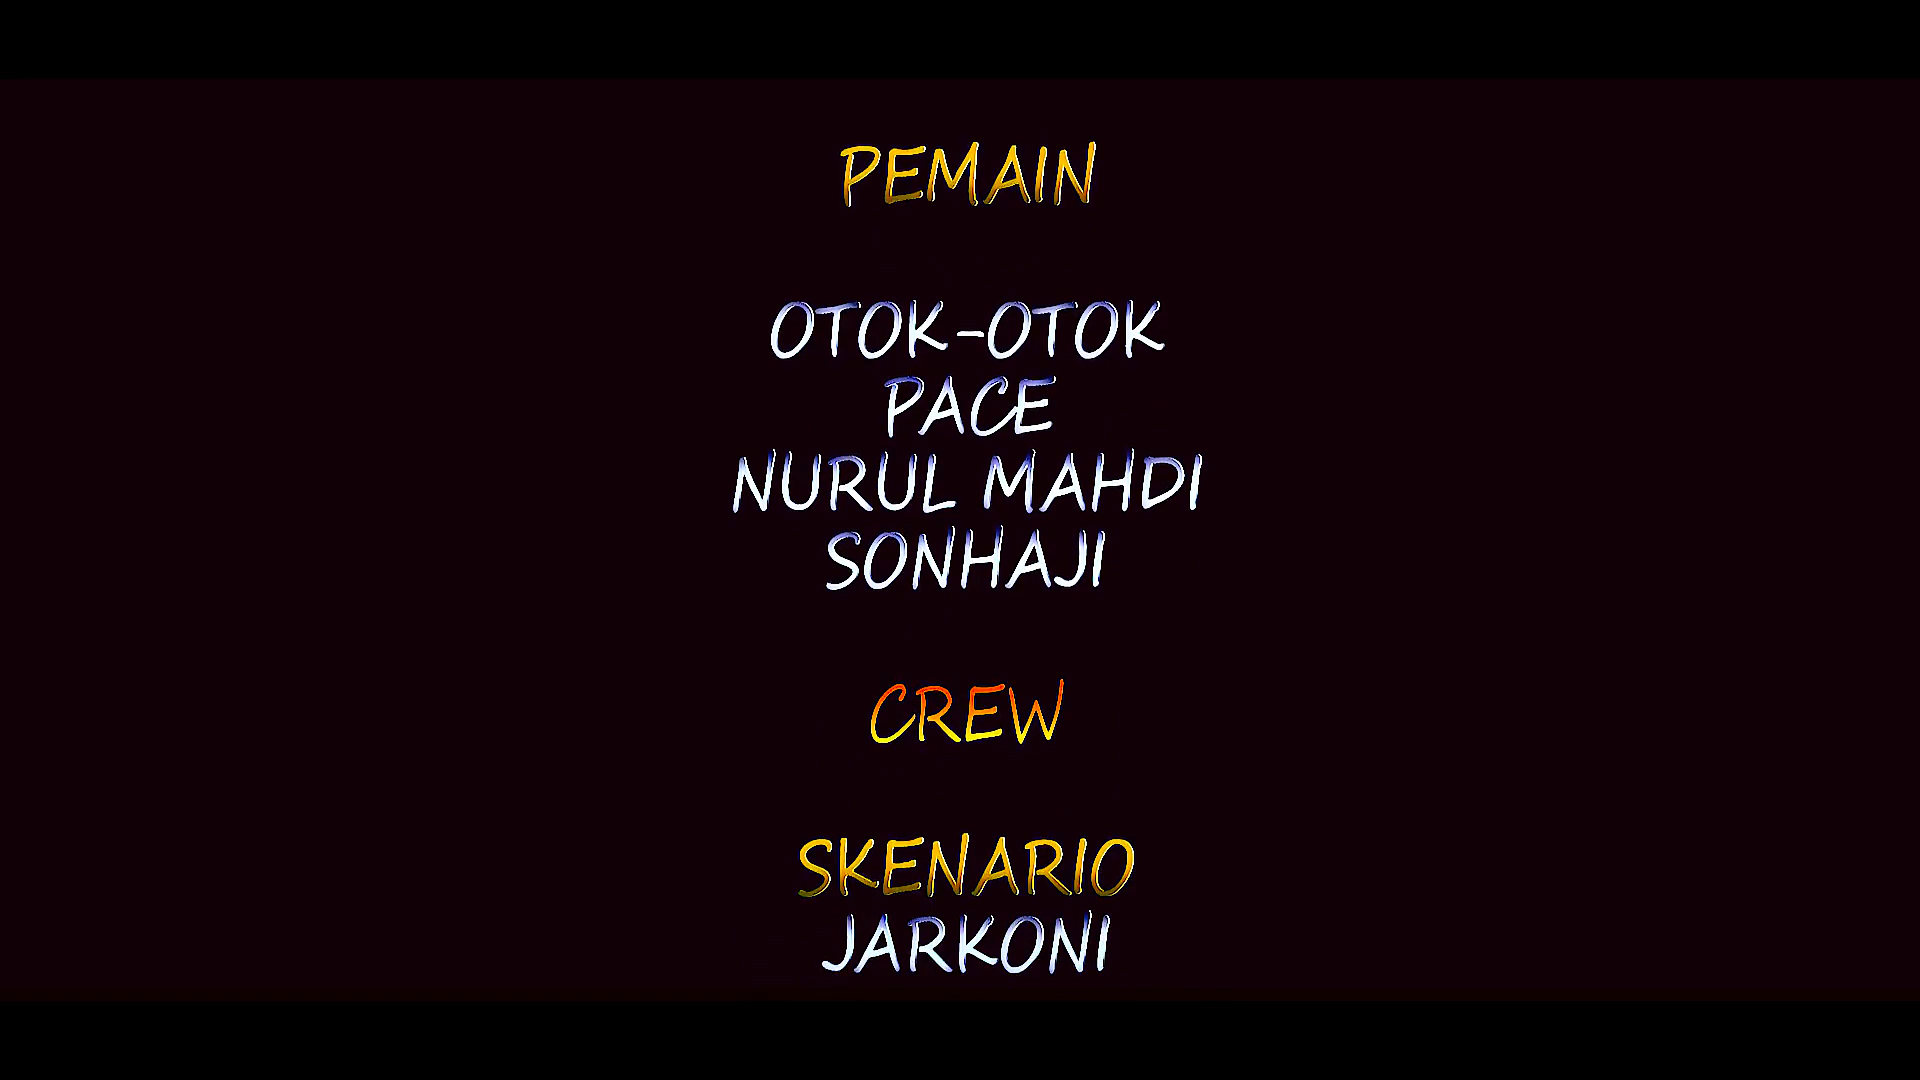 PEMAIN
OTOK-OTOK
PACE
NURUL MAHDI
SONHAJI
CREW
SKENARIO
JARKONI